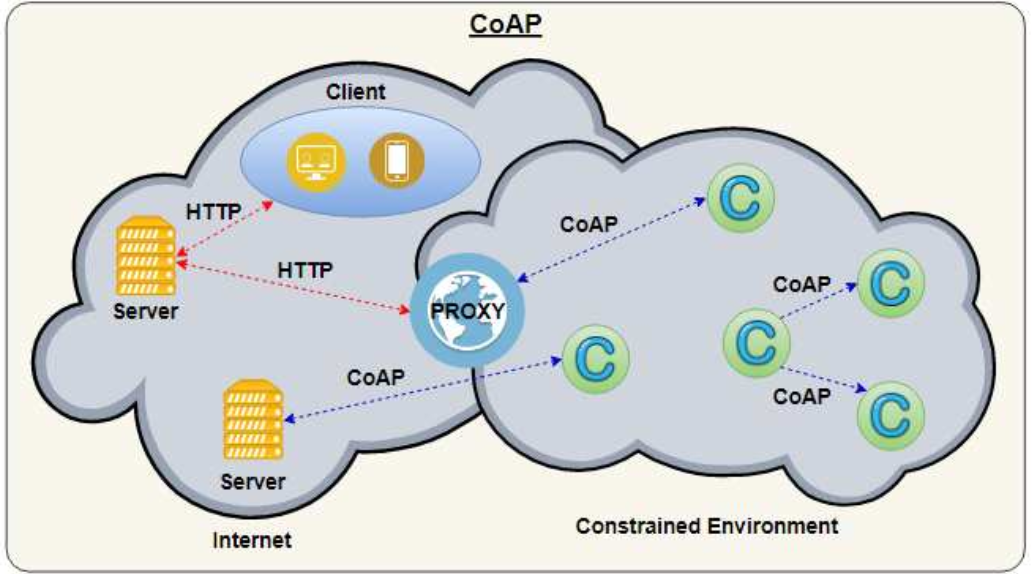 CoAP
Client
HTTP
HTTP
Server
CoAP
Server
Internet
PROXY
CoAP
C
C
CoAP
C
C
CoAP
C
Constrained Environment